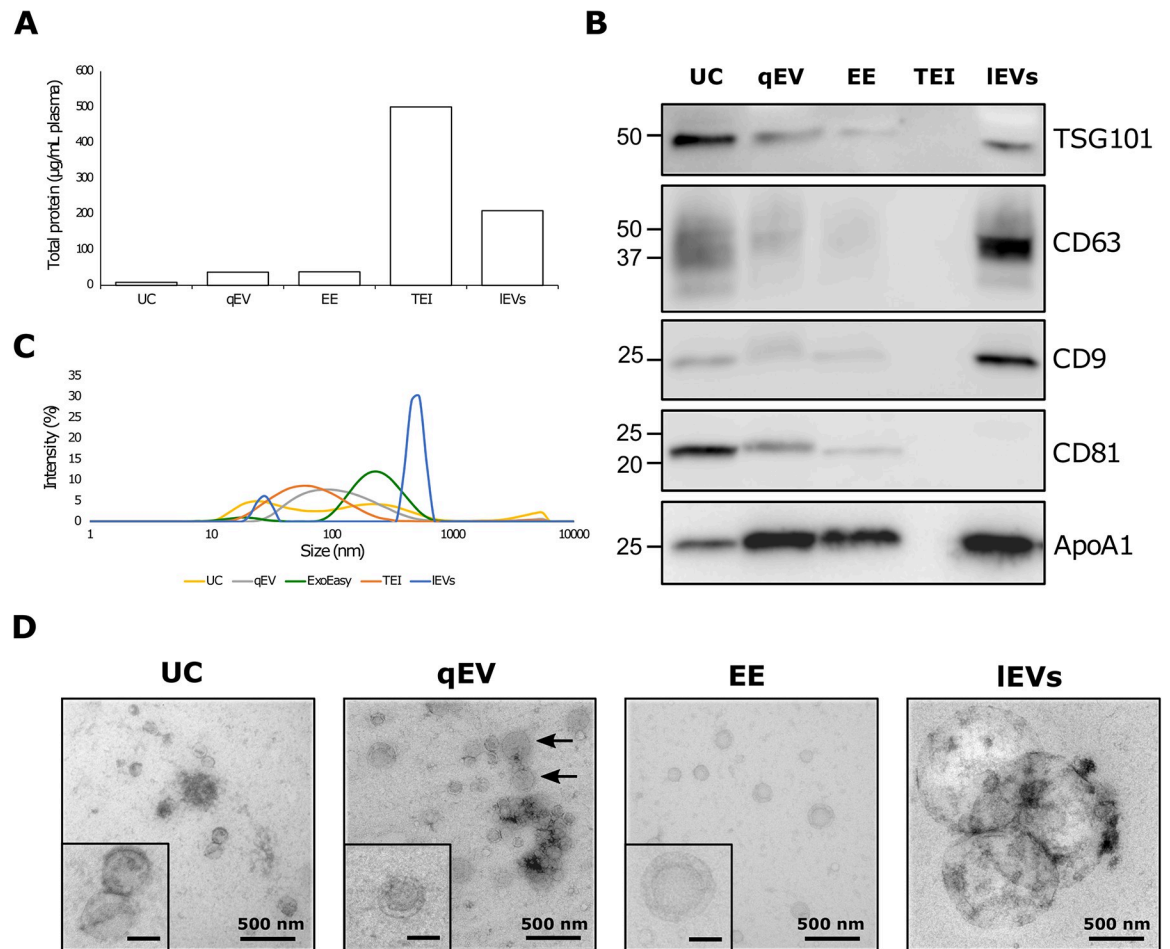 A
Total protein (µg/mL plasma)
600
500
400
300
200
100
0
UC qEV EE TEI lEVs
B
UC qEV EE TEI lEVs
50 TSG101
50
37
CD63
25 CD9
25
20
CD81
25 ApoA1
C
Intensity (%)
35
30
25
20
15
10
5
0
1 10 100 1000 10000
Size (nm)
UC qEV ExoEasy TEI lEVs
D
UC qEV EE lEVs
500 nm 500 nm 500 nm 500 nm